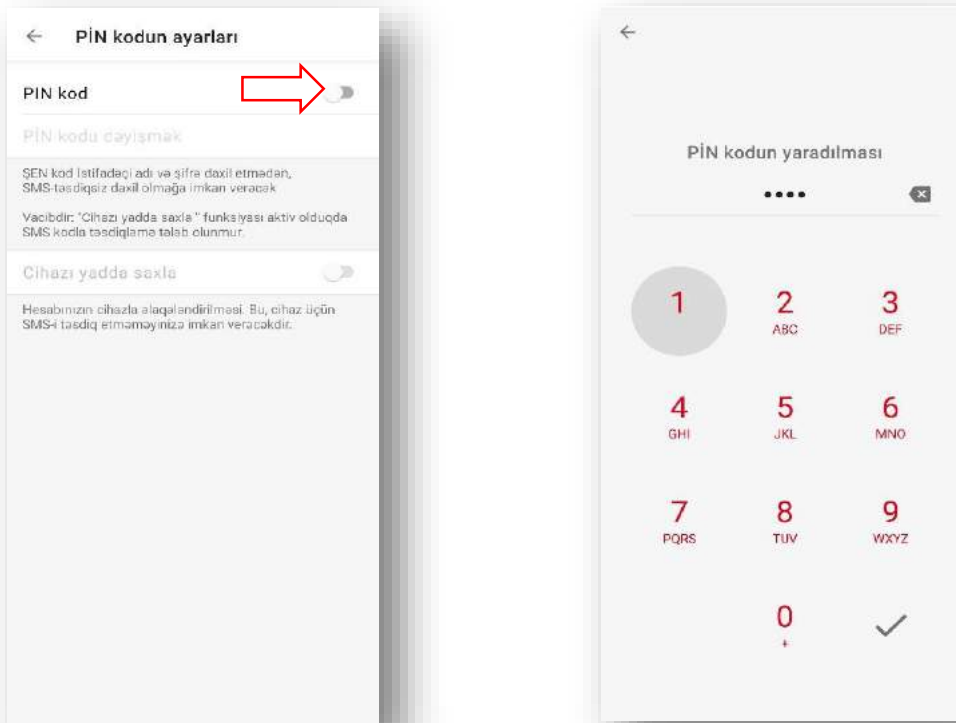 PİN kodun ayarları
PIN kod
PİN kodu dəyişmək
ŞEN kod İstifadəçi adı və şifrə daxil etmədən,
SMS-təsdiqsiz daxil olmağa imkan verəcək
Vacibdir: "Cihazı yadda saxla " funksiyası aktiv olduqda
SMS kodla təsdiqləmə tələb olunmur.
Cihazı yadda saxla
Hesabınızın cihazla əlaqələndirilməsi. Bu, cihaz üçün
SMS-i təsdiq etməməyinizə imkan verəcəkdir.
PİN kodun yaradılması
1
2
3
ABC
DEF
4
5
6
GHI
JKL
MNO
7
8
9
PQRS
TUV
WXYZ
0
+